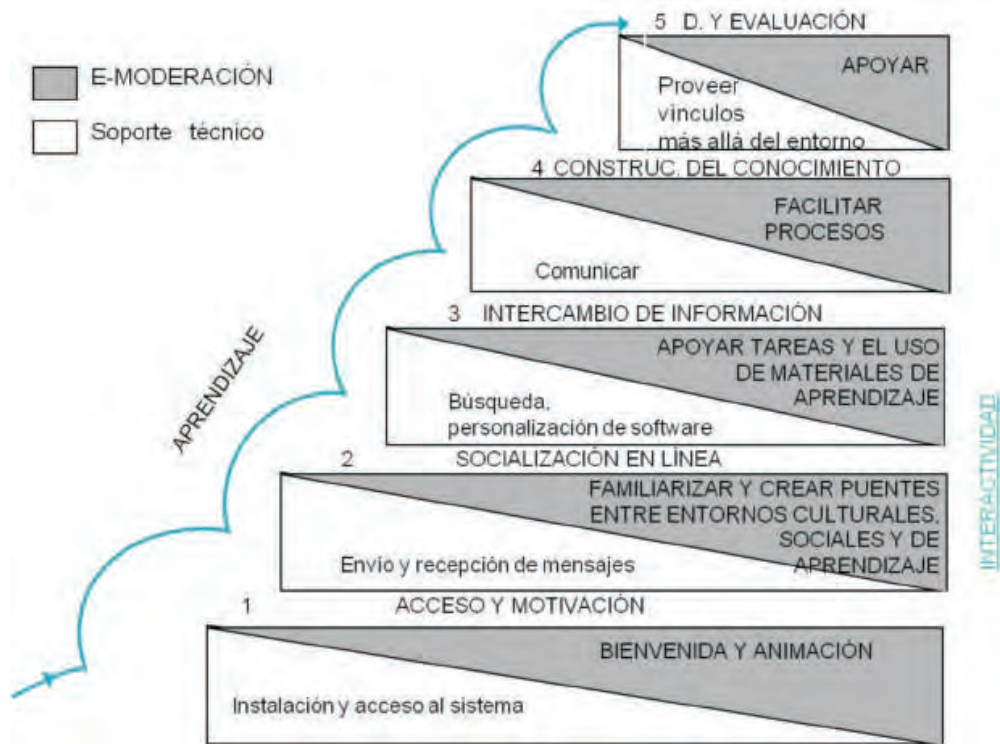 5 D. Y EVALUACIÓN
E-MODERACIÓN
APOYAR
Proveer
vinculos
más allá del entorno
Soporte técnico
4 CONSTRUC. DEL CONOCIMIENTO
FACILITAR
PROCESOS
Comunicar
3 INTERCAMBIO DE INFORMACIÓN
APOYAR TAREAS Y EL USO
DE MATERIALES DE
APRENDIZAJE
Búsqueda,
personalización de software
APRENDIZAJE
INTERACTIVIDAD
2 SOCIALIZACIÓN EN LÍNEA
FAMILIARIZAR Y CREAR PUENTES
ENTRE ENTORNOS CULTURALES,
SOCIALES Y DE
APRENDIZAJE
Envio y recepción de mensajes
1 ACCESO Y MOTIVACIÓN
BIENVENIDA Y ANIMACIÓN
Instalación y acceso al sistema